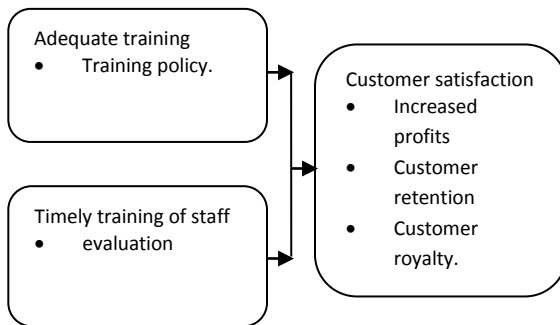 Adequate training
• Training policy.
Timely training of staff
• evaluation
Customer satisfaction
• Increased
profits
• Customer
retention
• Customer
royalty.